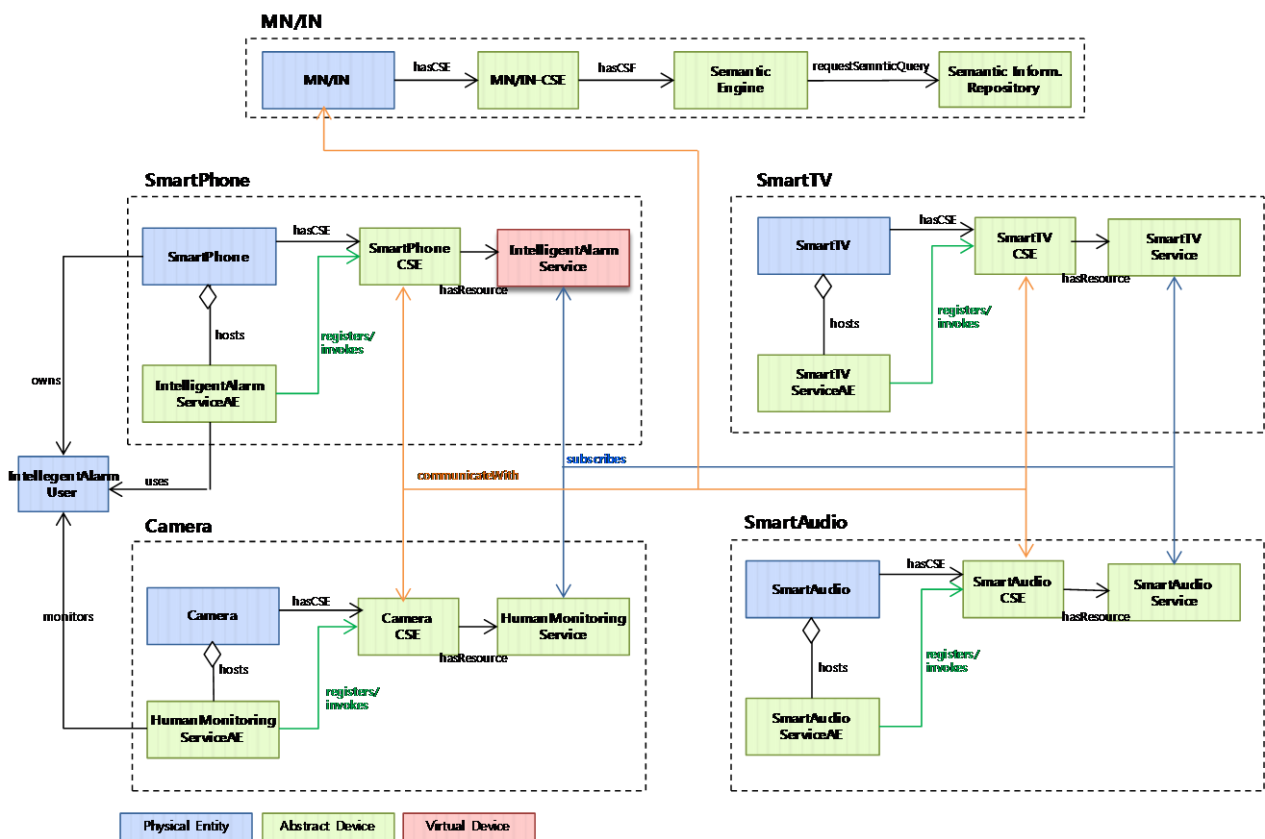 MN/IN
MN/IN
hasCSE
MN/IN-CSE
hasCSF
Semantic
Engine
requestSemnticQuery
Semantic Inform.
Repository
SmartPhone
SmartPhone
hasCSE
SmartPhone
CSE
IntelligentAlarm
Service
hasResource
hosts
registers/
invokes
IntelligentAlarm
ServiceAE
owns
uses
IntellegentAlarm
User
monitors
SmartTV
SmartTV
hasCSE
SmartTV
CSE
SmartTV
Service
hasResource
hosts
registers/
invokes
SmartTV
ServiceAE
subscribes
communicateWith
Camera
Camera
hasCSE
Camera
CSE
HumanMonitoring
Service
hasResource
hosts
registers/
invokes
HumanMonitoring
ServiceAE
SmartAudio
SmartAudio
hasCSE
SmartAudio
CSE
SmartAudio
Service
hasResource
hosts
registers/
invokes
SmartAudio
ServiceAE
Physical Entity
Abstract Device
Virtual Device